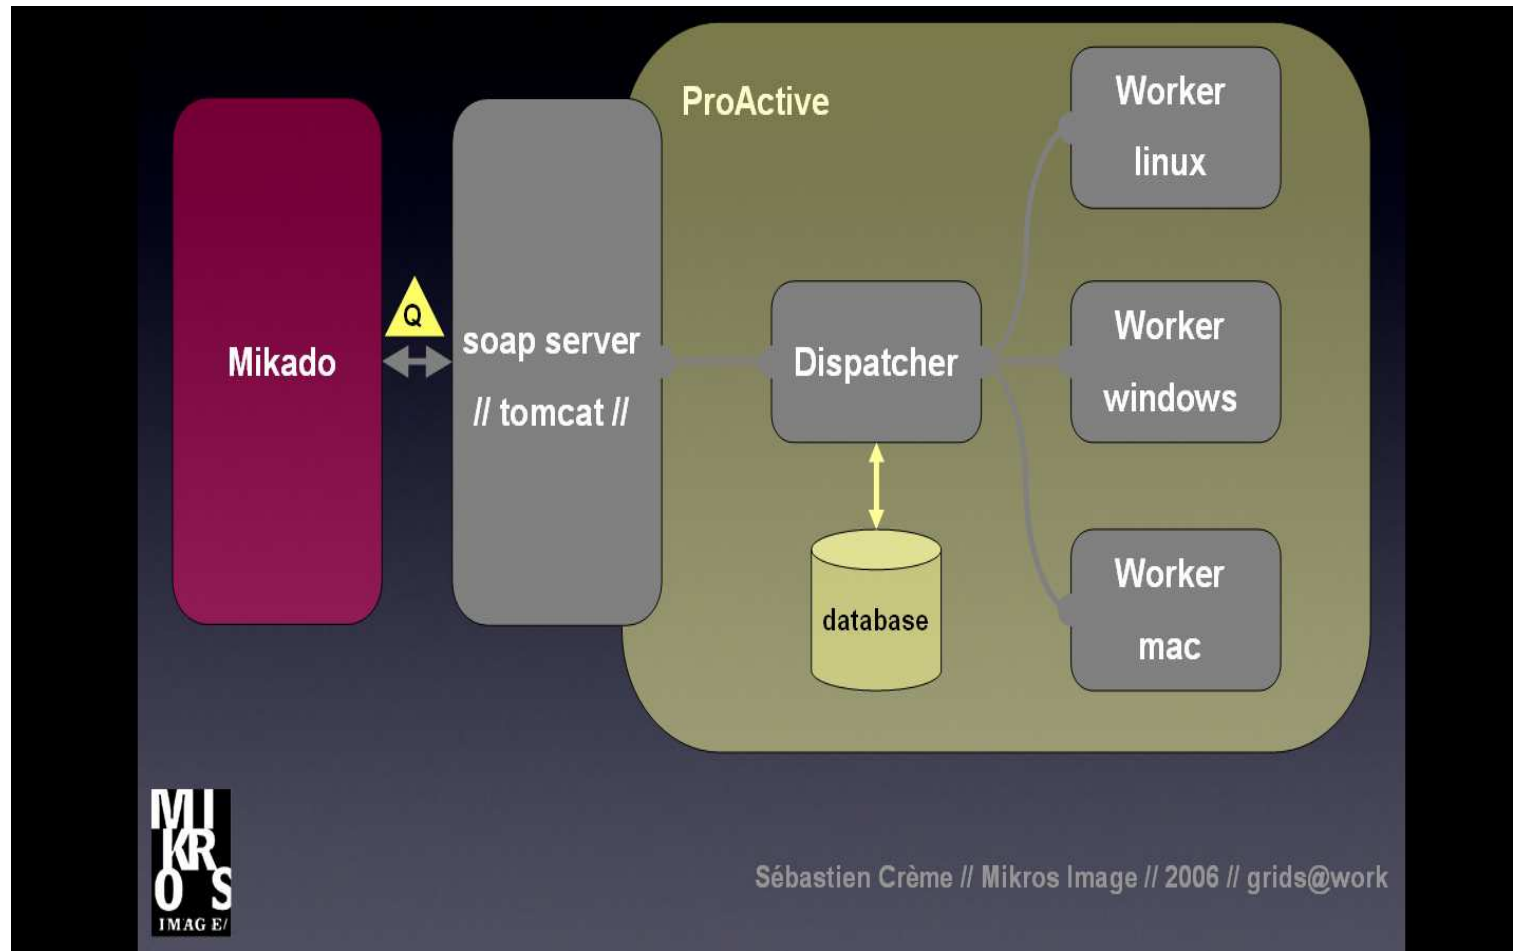 ProActive
Worker
linux
Mikado
Q
soap server
// tomcat //
Dispatcher
Worker
windows
database
Worker
mac
MI
KR
O S
IMAGE/
Sébastien Crème // Mikros Image // 2006 // grids@work